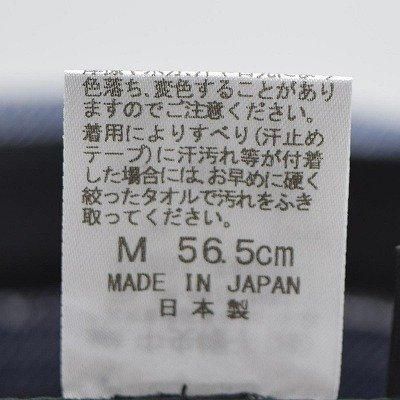 色落ち、変色することがあり
ますのでご注意ください。
着用によりすべり(汗止め
テープ)に汗汚れ等が付着
した場合には、お早めに硬く
絞ったタオルで汚れをふき
取ってください。
M 56.5cm
MADE IN JAPAN
日本製